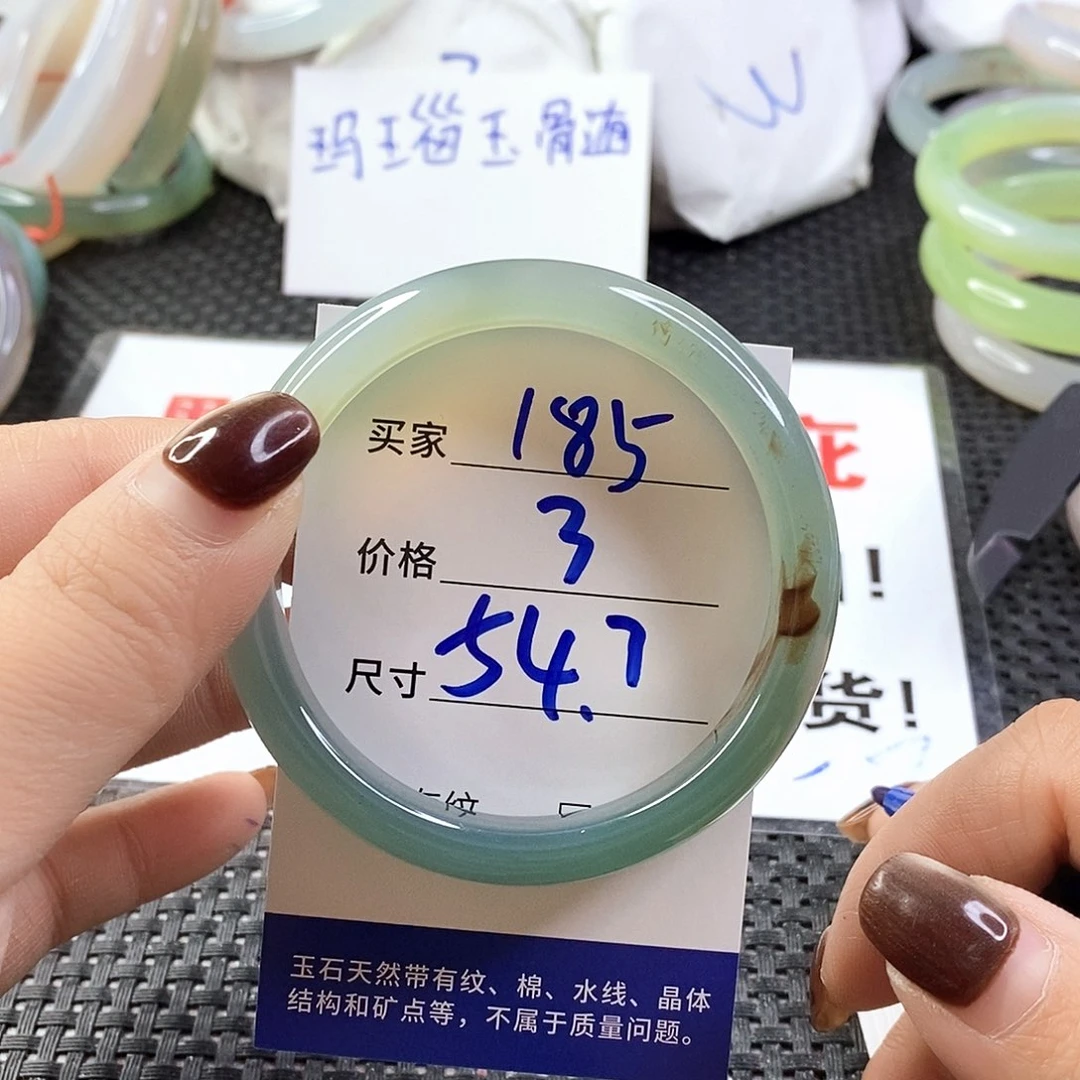 玛瑙玉骨髓
买家 185
价格 3
尺寸 54.7
!
货!
玉石天然带有纹、棉、水线、晶体
结构和矿点等，不属于质量问题。